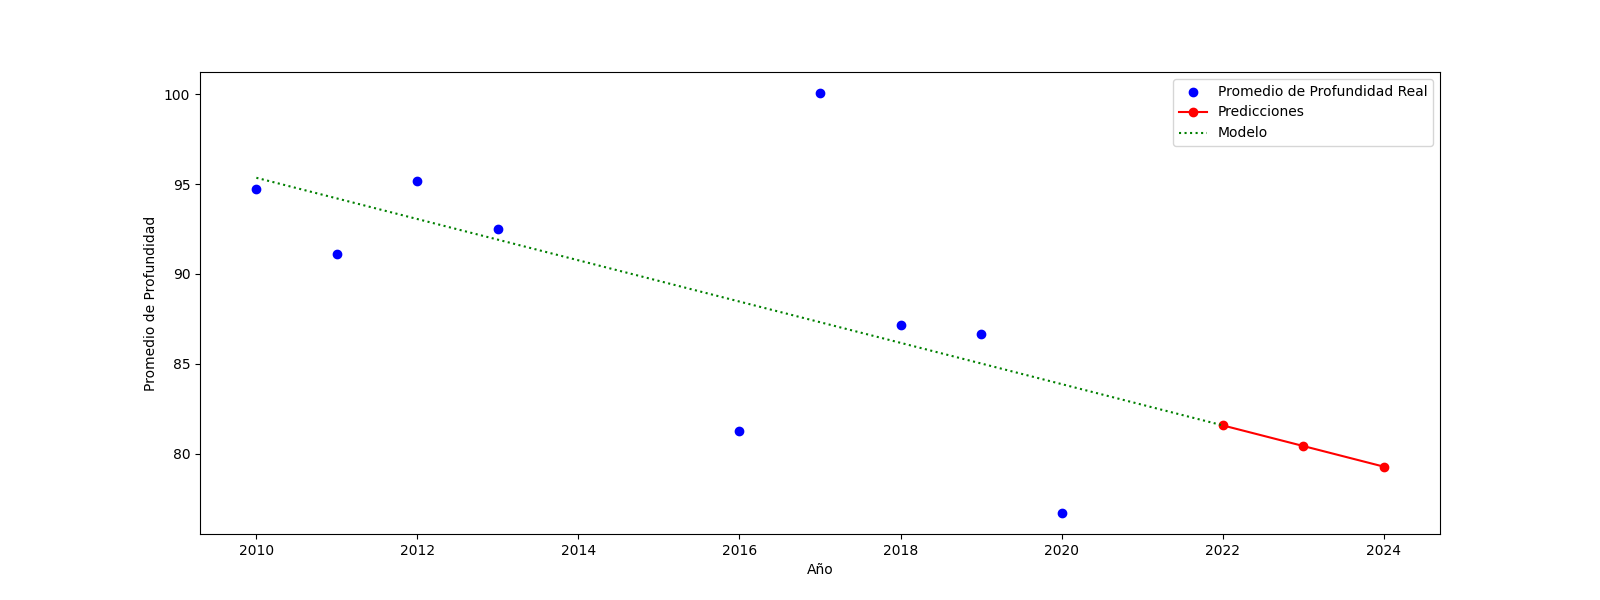 Promedio de Profundidad Real
Predicciones
Modelo
100
95
90
85
80
Promedio de Profundidad
2010
2012
2014
2016
2018
2020
2022
2024
Año